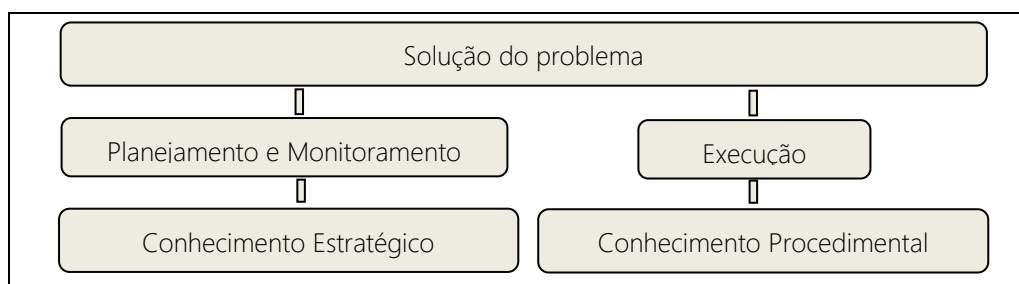 Solução do problema
Planejamento e Monitoramento
Execução
Conhecimento Estratégico
Conhecimento Procedimental